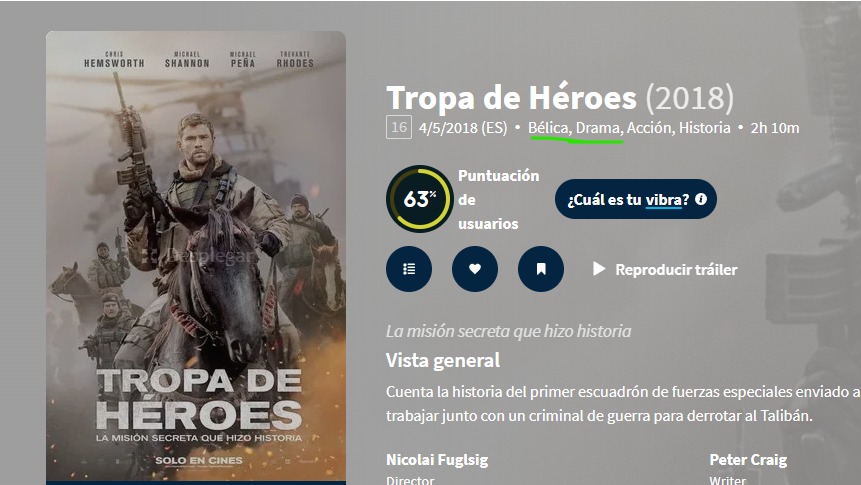 CHRIS HEMSWORTH
MICHAEL SHANNON
MICHAEL PEÑA
TREVANTE RHODES
Desplegar
TROPA DE
HÉROES
LA MISIÓN SECRETA QUE HIZO HISTORIA
SOLO EN CINES
Tropa de Héroes (2018)
16 4/5/2018 (ES) • Bélica, Drama, Acción, Historia • 2h 10m
63%
Puntuación
de
usuarios
¿Cuál es tu vibra?
Reproducir tráiler
La misión secreta que hizo historia
Vista general
Cuenta la historia del primer escuadrón de fuerzas especiales enviado a
trabajar junto con un criminal de guerra para derrotar al Talibán.
Nicolai Fuglsig
Director
Peter Craig
Writer